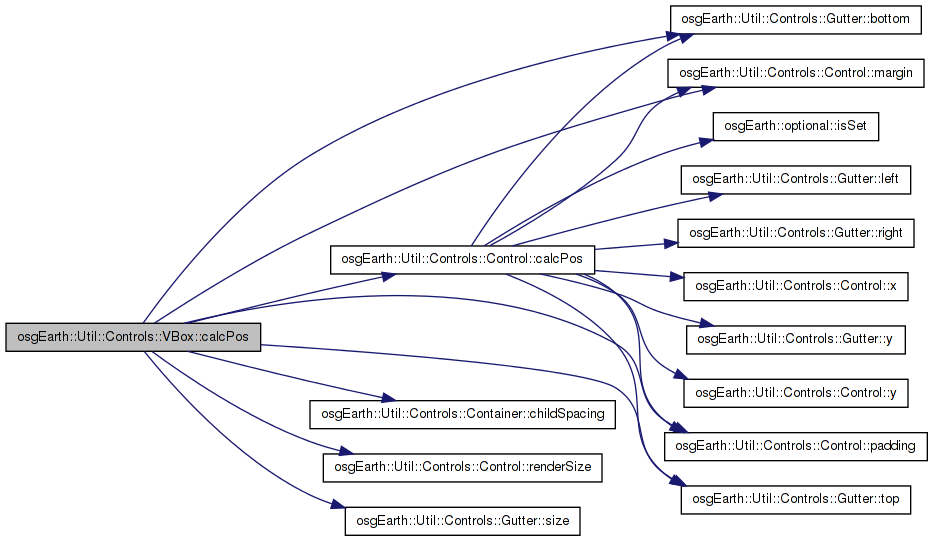 osgEarth::Util::Controls::Gutter::bottom
osgEarth::Util::Controls::Control::margin
osgEarth::optional::isSet
osgEarth::Util::Controls::Gutter::left
osgEarth::Util::Controls::Gutter::right
osgEarth::Util::Controls::Control::calcPos
osgEarth::Util::Controls::Control::x
osgEarth::Util::Controls::VBox::calcPos
osgEarth::Util::Controls::Gutter::y
osgEarth::Util::Controls::Control::y
osgEarth::Util::Controls::Container::childSpacing
osgEarth::Util::Controls::Control::padding
osgEarth::Util::Controls::Control::renderSize
osgEarth::Util::Controls::Gutter::top
osgEarth::Util::Controls::Gutter::size